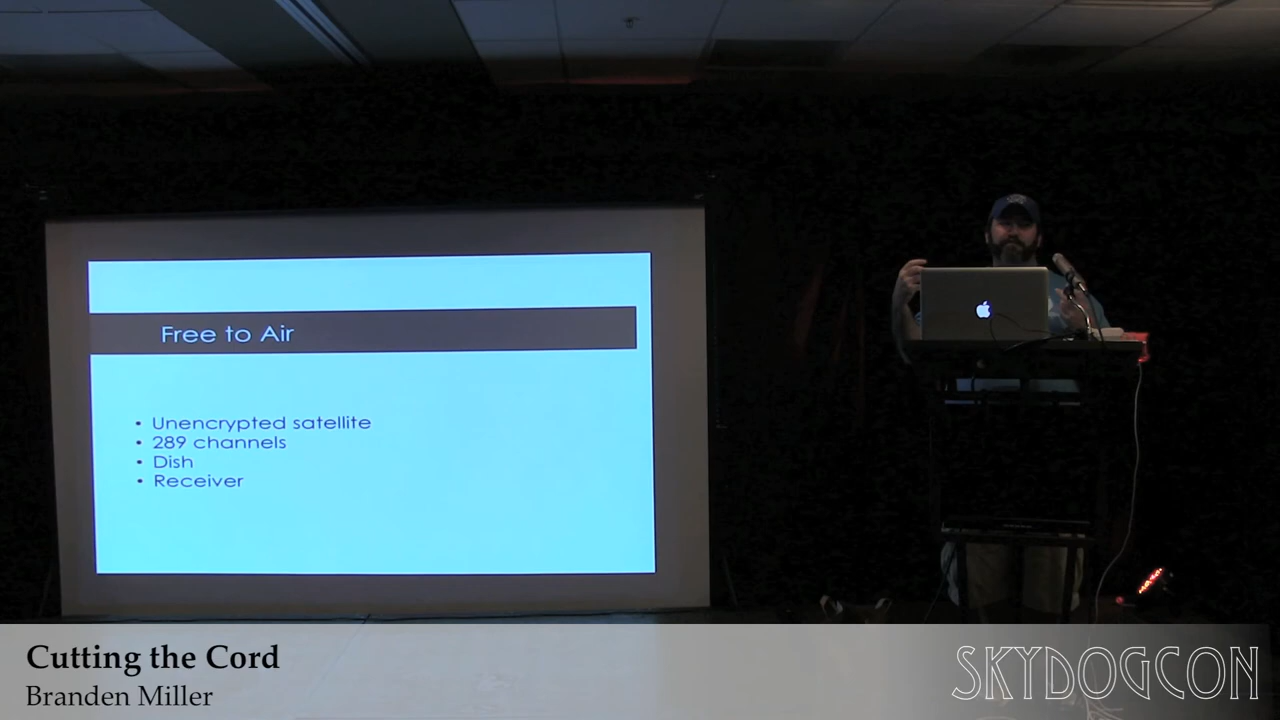 Free to Air
• Unencrypted satellite
• 289 channels
• Dish
• Receiver
Cutting the Cord
Branden Miller
SKYDOGCON